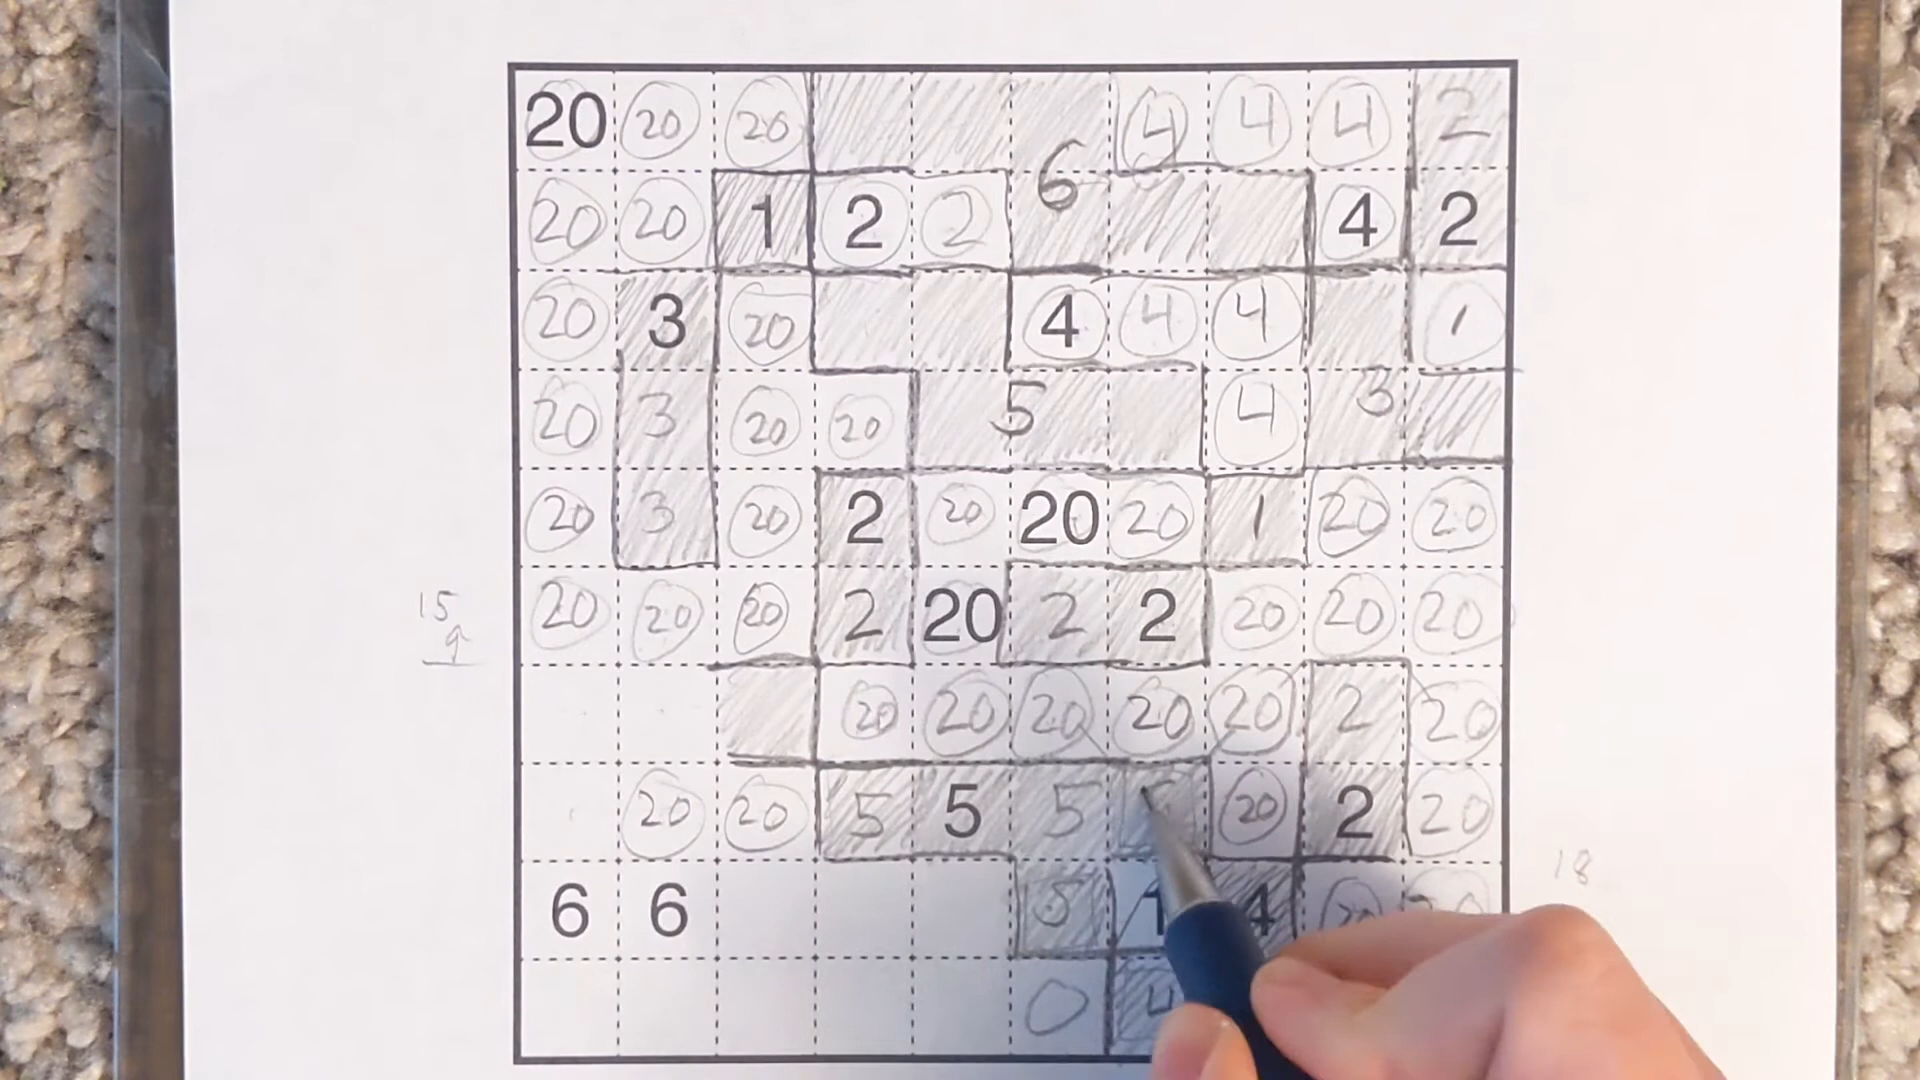 20 20 20 4 4 4 2
6
20 20 1 2 2 4 2
20 3 20 4 4 4 1
20 3 20 20 5 4 3
20 3 20 2 20 20 20 1 20 20
15 20 20 20 2 20 2 2 20 20 20
9
20 20 20 20 20 2 20
20 20 5 5 5 5 20 2 20
18
6 6 5 1 4 20
4